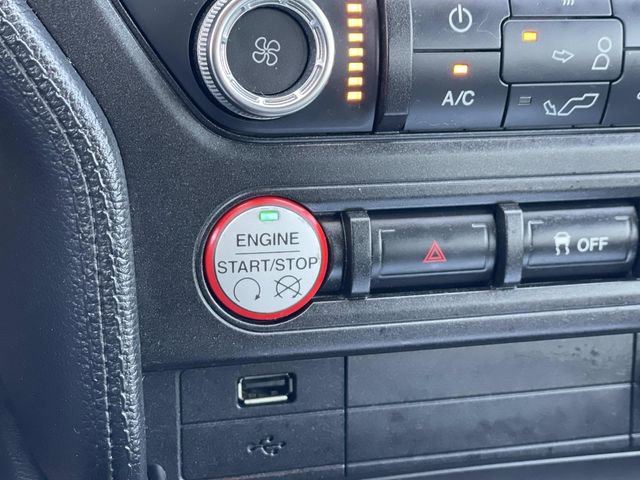 A/C
ENGINE
START/STOP
OFF